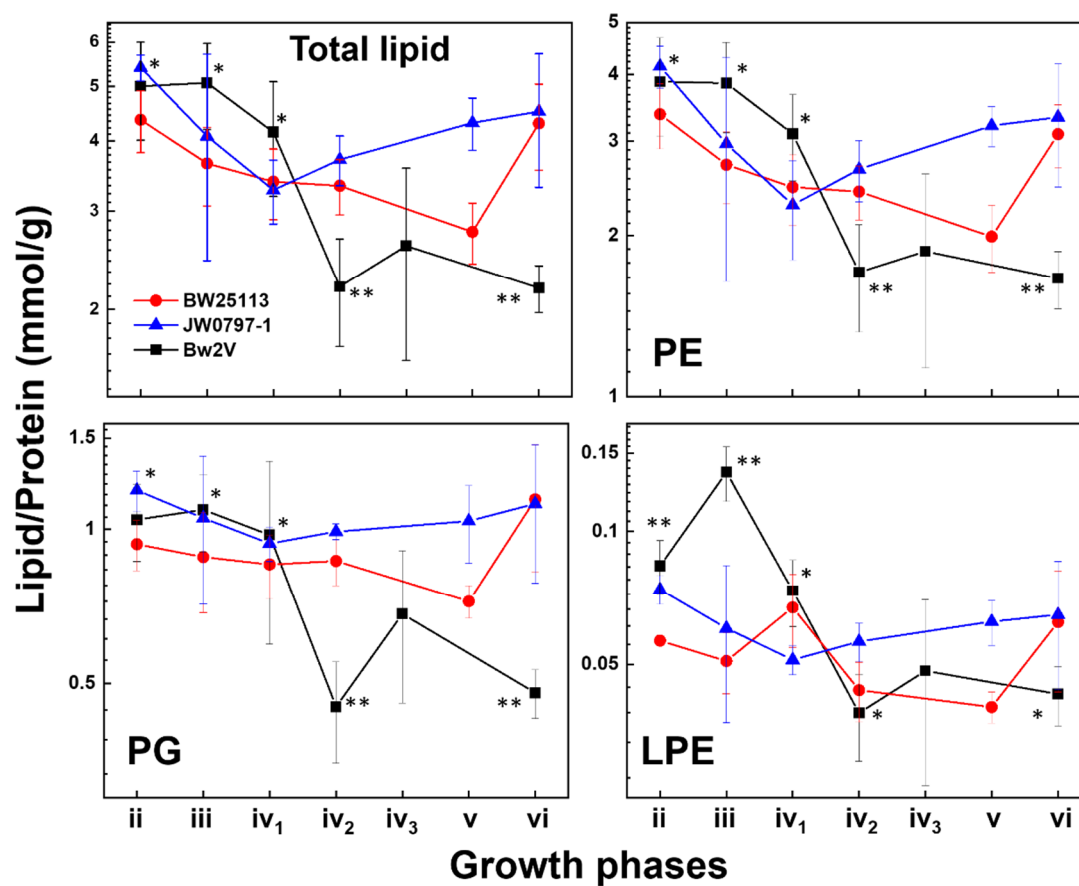 Lipid/Protein (mmol/g)
Total lipid
6
5
4
3
2
* * * ** **
BW25113
JW0797-1
Bw2V
PE
5
4
3
2
1
* * * ** **
PG
1.5
1
0.5
* * * ** **
LPE
0.15
0.1
0.05
** ** * * *
ii iii iv₁ iv₂ iv₃ v vi
ii iii iv₁ iv₂ iv₃ v vi
Growth phases